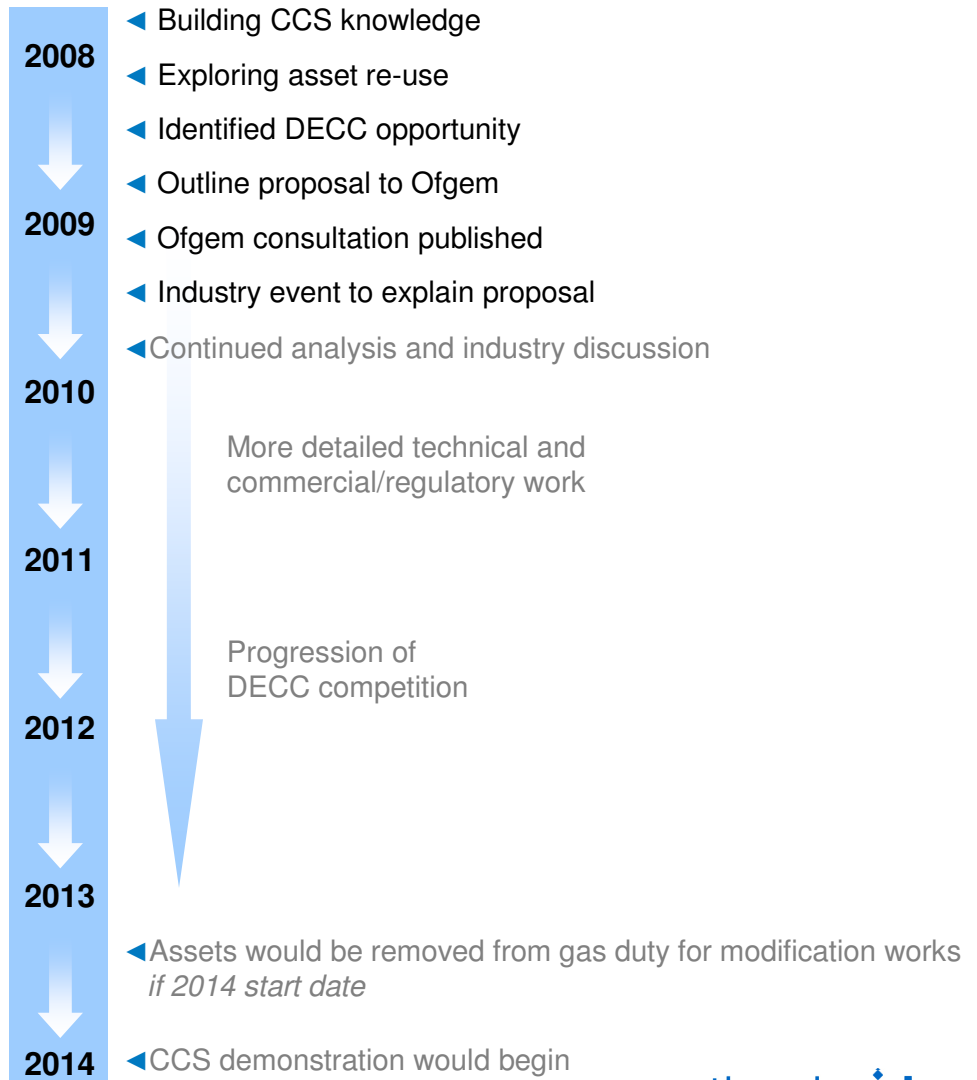 Building CCS knowledge
2008
Exploring asset re-use
Identified DECC opportunity
Outline proposal to Ofgem
2009
Ofgem consultation published
Industry event to explain proposal
Continued analysis and industry discussion
2010
More detailed technical and
commercial/regulatory work
2011
Progression of
DECC competition
2012
2013
Assets would be removed from gas duty for modification works
if 2014 start date
2014
CCS demonstration would begin